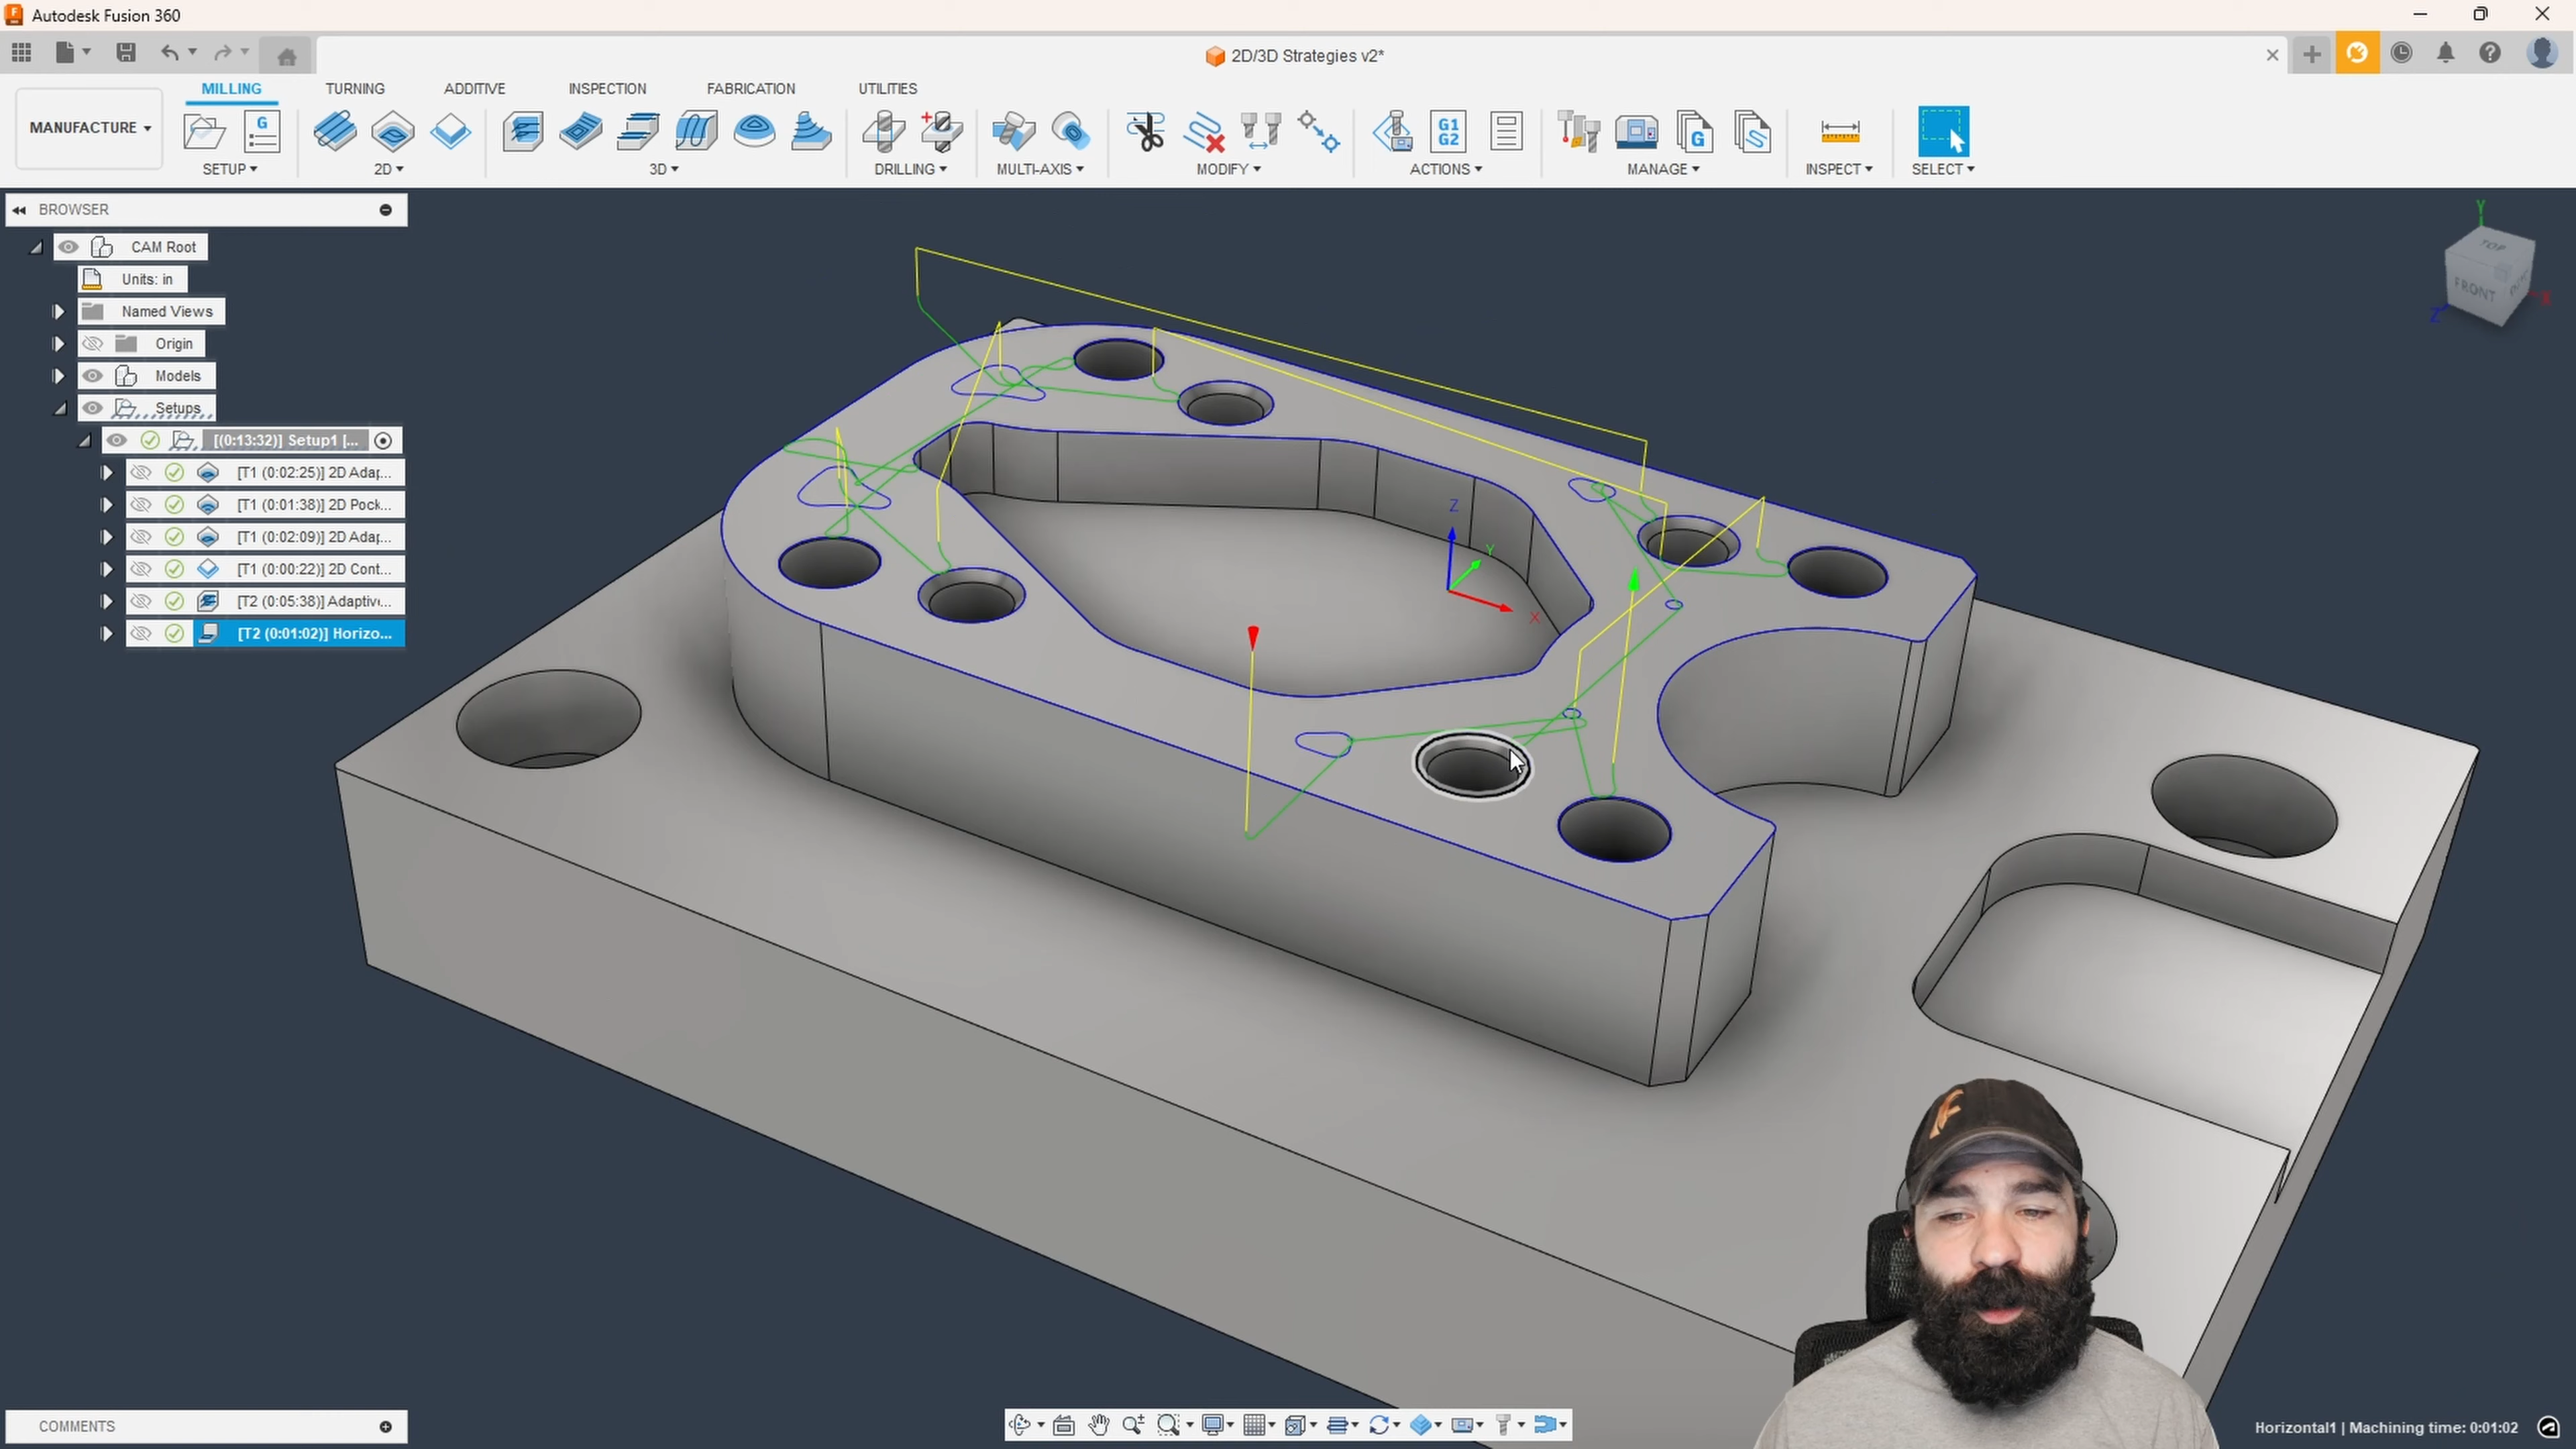 Autodesk Fusion 360
2D/3D Strategies v2*
MILLING TURNING ADDITIVE INSPECTION FABRICATION UTILITIES
MANUFACTURE
G
G1
G2
G
SETUP 2D 3D DRILLING MULTI-AXIS MODIFY ACTIONS MANAGE INSPECT SELECT
BROWSER
CAM Root
Units: in
Named Views
Origin
Models
Setups
[(0:13:32)] Setup1 [...
[T1 (0:02:25)] 2D Adap...
[T1 (0:01:38)] 2D Pock...
[T1 (0:02:09)] 2D Adap...
[T1 (0:00:22)] 2D Cont...
[T2 (0:05:38)] Adaptiv...
[T2 (0:01:02)] Horizo...
Y
TOP
FRONT
Z
X
Z
Y
X
COMMENTS
Horizontal1 | Machining time: 0:01:02